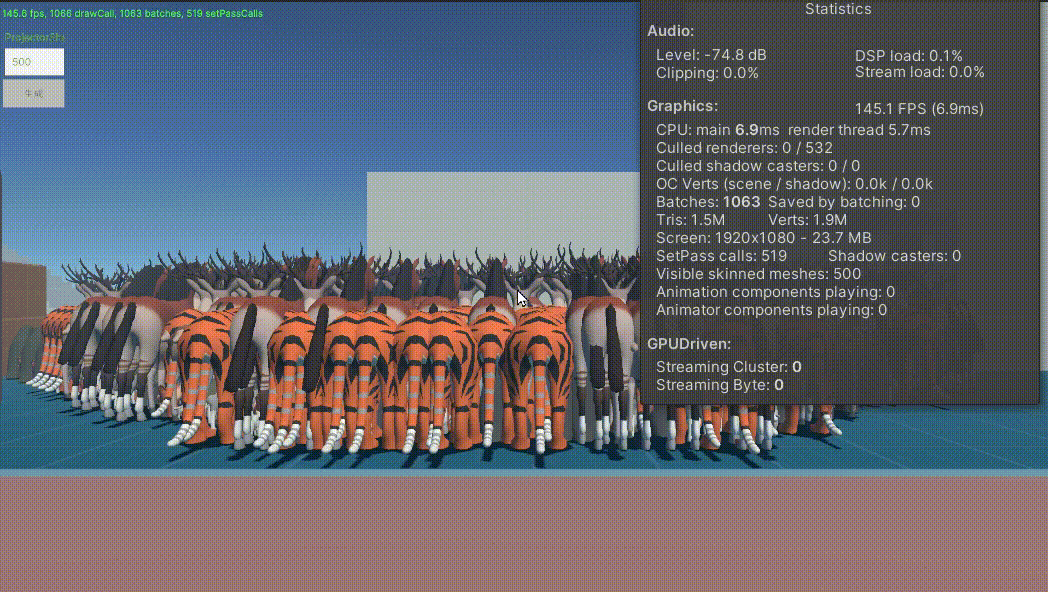 145.6 fps, 1066 drawCall, 1063 batches, 519 setPassCalls
500
生成
Statistics
Audio:
Level: -74.8 dB DSP load: 0.1%
Clipping: 0.0% Stream load: 0.0%
Graphics: 145.1 FPS (6.9ms)
CPU: main 6.9ms render thread 5.7ms
Culled renderers: 0 / 532
Culled shadow casters: 0 / 0
OC Verts (scene / shadow): 0.0k / 0.0k
Batches: 1063 Saved by batching: 0
Tris: 1.5M Verts: 1.9M
Screen: 1920x1080 - 23.7 MB
SetPass calls: 519 Shadow casters: 0
Visible skinned meshes: 500
Animation components playing: 0
Animator components playing: 0
GPUDriven:
Streaming Cluster: 0
Streaming Byte: 0